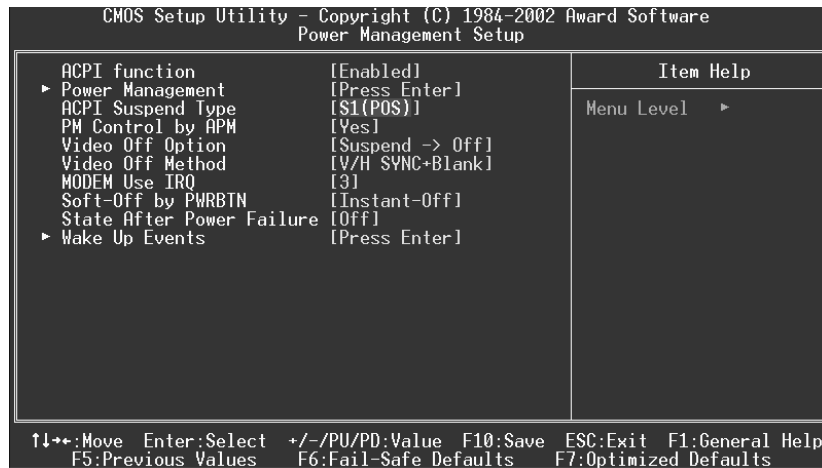 CMOS Setup Utility - Copyright (C) 1984-2002 Award Software
Power Management Setup
ACPI function [Enabled]
► Power Management [Press Enter]
ACPI Suspend Type [S1(POS)]
PM Control by APM [Yes]
Video Off Option [Suspend -> Off]
Video Off Method [V/H SYNC+Blank]
MODEM Use IRQ [3]
Soft-Off by PWRBTN [Instant-Off]
State After Power Failure [Off]
► Wake Up Events [Press Enter]
Item Help
Menu Level ►
↑↓→←:Move Enter:Select +/-/PU/PD:Value F10:Save ESC:Exit F1:General Help
F5:Previous Values F6:Fail-Safe Defaults F7:Optimized Defaults